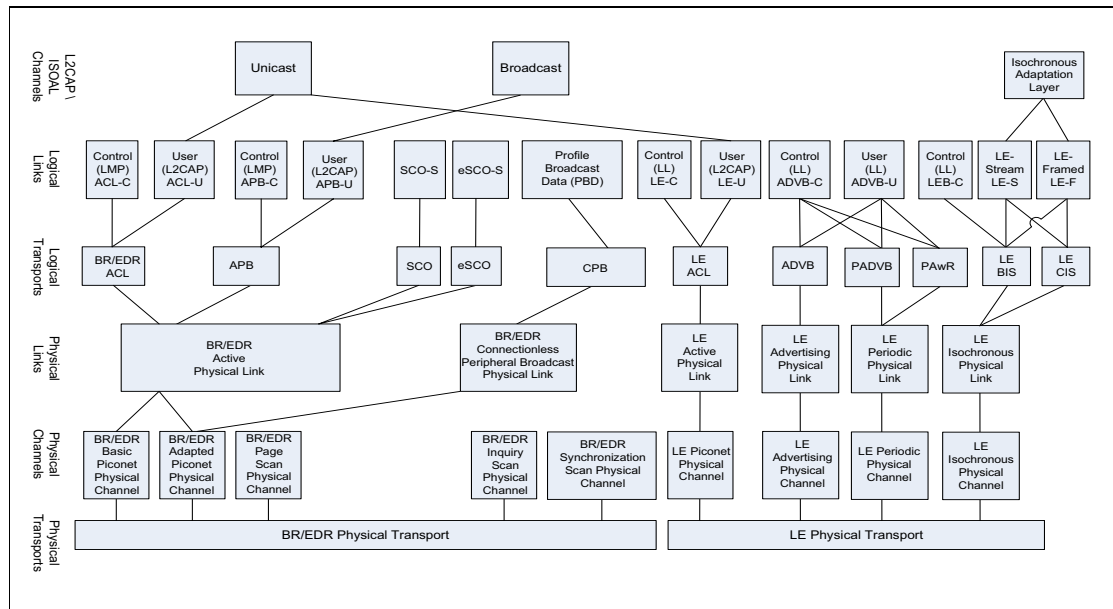 L2CAP \
ISOAL
Channels
Unicast
Broadcast
Isochronous
Adaptation
Layer
Logical
Links
Control
(LMP)
ACL-C
User
(L2CAP)
ACL-U
Control
(LMP)
APB-C
User
(L2CAP)
APB-U
SCO-S
eSCO-S
Profile
Broadcast
Data (PBD)
Control
(LL)
LE-C
User
(L2CAP)
LE-U
Control
(LL)
ADVB-C
User
(LL)
ADVB-U
Control
(LL)
LEB-C
LE-
Stream
LE-S
LE-
Framed
LE-F
Logical
Transports
BR/EDR
ACL
APB
SCO
eSCO
CPB
LE
ACL
ADVB
PADVB
PAwR
LE
BIS
LE
CIS
Physical
Links
BR/EDR
Active
Physical Link
BR/EDR
Connectionless
Peripheral Broadcast
Physical Link
LE
Active
Physical
Link
LE
Advertising
Physical
Link
LE
Periodic
Physical
Link
LE
Isochronous
Physical
Link
Physical
Channels
BR/EDR
Basic
Piconet
Physical
Channel
BR/EDR
Adapted
Piconet
Physical
Channel
BR/EDR
Page
Scan
Physical
Channel
BR/EDR
Inquiry
Scan
Physical
Channel
BR/EDR
Synchronization
Scan Physical
Channel
LE Piconet
Physical
Channel
LE
Advertising
Physical
Channel
LE Periodic
Physical
Channel
LE
Isochronous
Physical
Channel
Physical
Transports
BR/EDR Physical Transport
LE Physical Transport